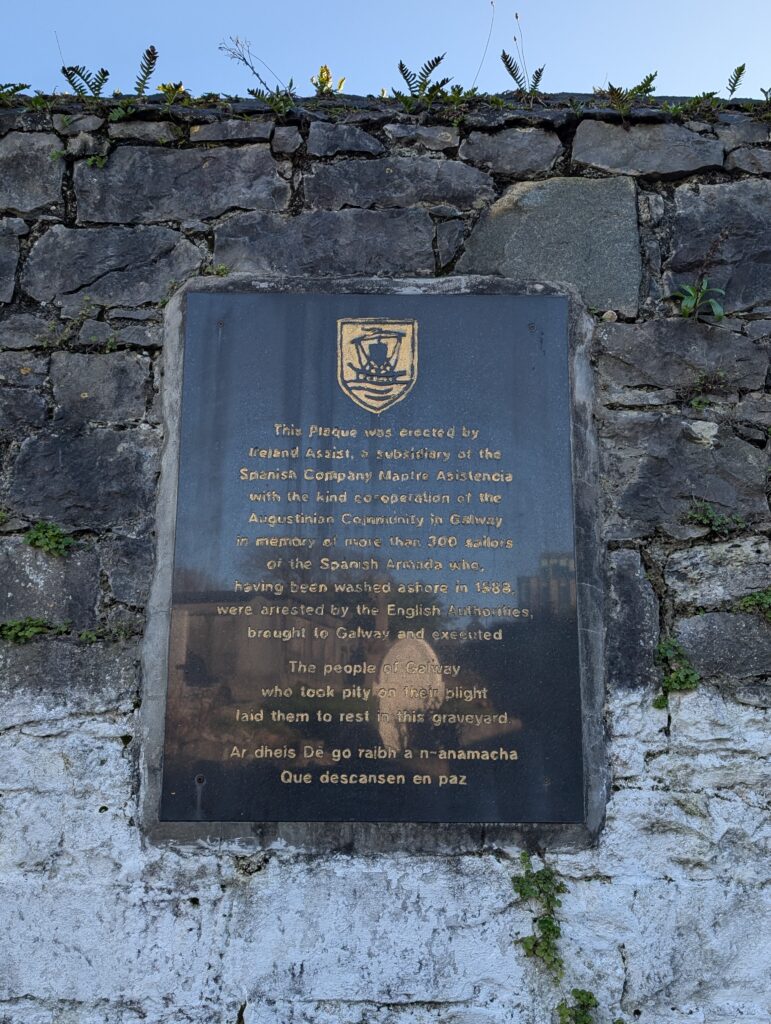 This Plaque was erected by
Ireland Assist, a subsidiary of the
Spanish Company Mapfre Asistencia
with the kind co-operation of the
Augustinian Community in Galway
in memory of more than 300 sailors
of the Spanish Armada who,
having been washed ashore in 1588,
were arrested by the English Authorities,
brought to Galway and executed
The people of Galway
who took pity on their plight
laid them to rest in this graveyard.
Ar dheis Dé go raibh a n-anamacha
Que descansen en paz